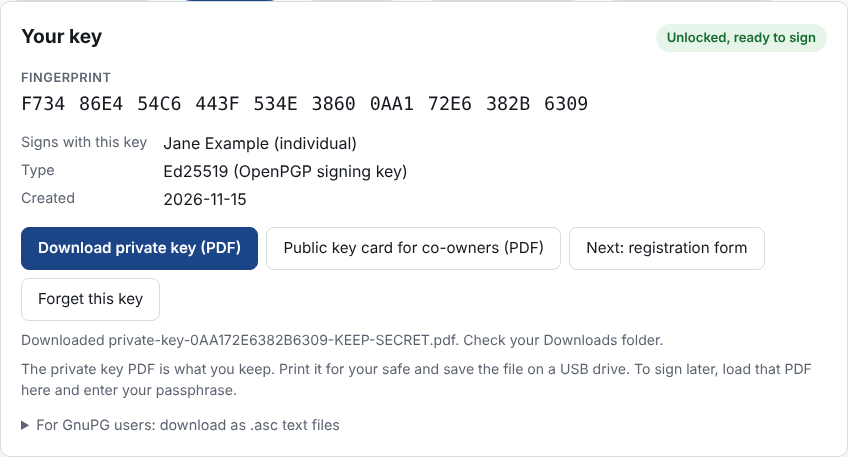 Your key
Unlocked, ready to sign
FINGERPRINT
F734 86E4 54C6 443F 534E 3860 0AA1 72E6 382B 6309
Signs with this key Jane Example (individual)
Type Ed25519 (OpenPGP signing key)
Created 2026-11-15
Download private key (PDF) Public key card for co-owners (PDF) Next: registration form
Forget this key
Downloaded private-key-0AA172E6382B6309-KEEP-SECRET.pdf. Check your Downloads folder.
The private key PDF is what you keep. Print it for your safe and save the file on a USB drive. To sign later, load that PDF
here and enter your passphrase.
For GnuPG users: download as .asc text files